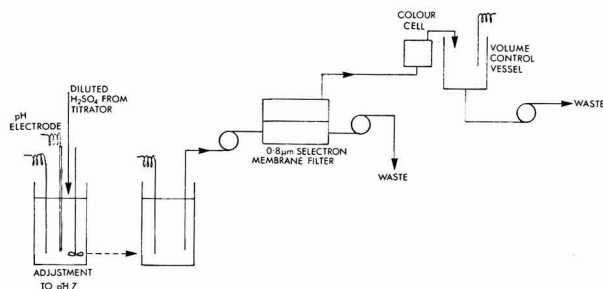 COLOUR
CELL
VOLUME
CONTROL
VESSEL
DILUTED
H₂SO₄ FROM
TITRATOR
pH
ELECTRODE
WASTE
0·8µm SELECTRON
MEMBRANE FILTER
WASTE
ADJUSTMENT
TO pH 7